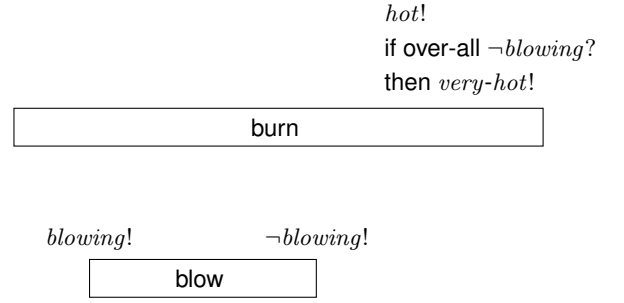 hot!
if over-all ¬blowing?
then very-hot!
burn
blowing! ¬blowing!
blow